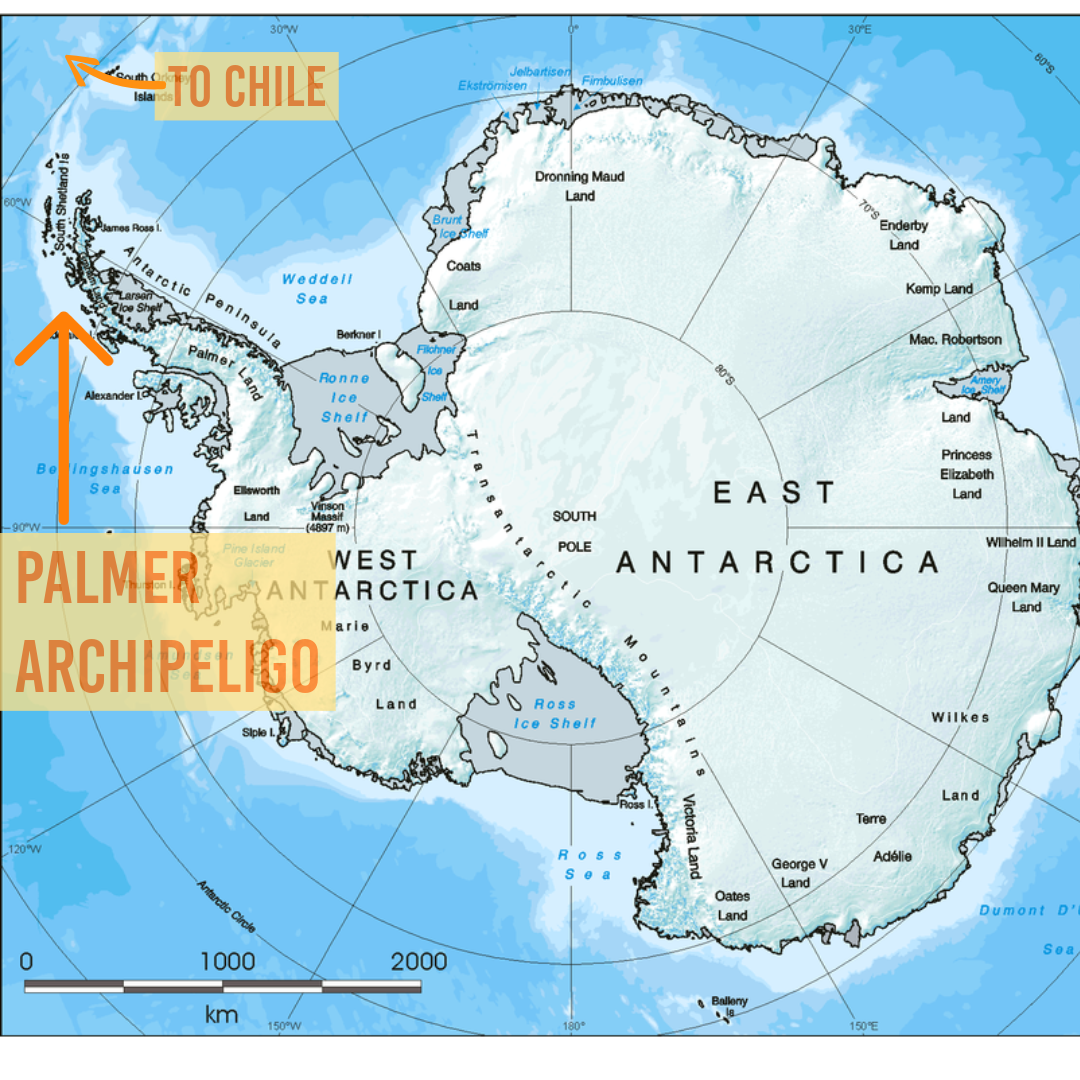 30°W
0°
30°E
60°S
South Orkney
Islands
TO CHILE
Jelbartisen
Ekströmisen
Fimbulisen
60°W
South Shetland Is
James Ross I.
Antarctic Peninsula
Larsen
Ice Shelf
Weddell
Sea
Brunt
Ice Shelf
Coats
Land
Dronning Maud
Land
70°S
Enderby
Land
Kemp Land
Mac. Robertson
Land
Amery
Ice Shelf
80°S
Berkner I
Filchner
Ice
Shelf
Ronne
Ice
Shelf
Palmer Land
Alexander I.
Bellingshausen
Sea
90°W
Ellsworth
Land
Vinson
Massif
(4897 m)
Transantarctic Mountains
SOUTH
POLE
EAST
ANTARCTICA
Princess
Elizabeth
Land
Wilhelm II Land
Queen Mary
Land
PALMER
ARCHIPELIGO
Pine Island
Glacier
Thurston I.
Amundsen
Sea
WEST
ANTARCTICA
Marie
Byrd
Land
Siple I.
Ross
Ice Shelf
Ross I.
Wilkes
Land
Victoria Land
Terre
Adélie
George V
Land
Oates
Land
Ross
Sea
Dumont D'U
Sea
120°W
Antarctic Circle
0 1000 2000
km
Balleny
Is
150°W
180°
150°E